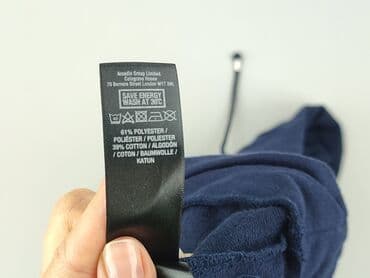 Arcadia Group Limited
Colegrave House
70 Berners Street London W1T 3NL
SAVE ENERGY
WASH AT 30°C
61% POLYESTER /
POLIÉSTER / POLIESTER
39% COTTON / ALGODÓN
/ COTON / BAUMWOLLE /
KATUN